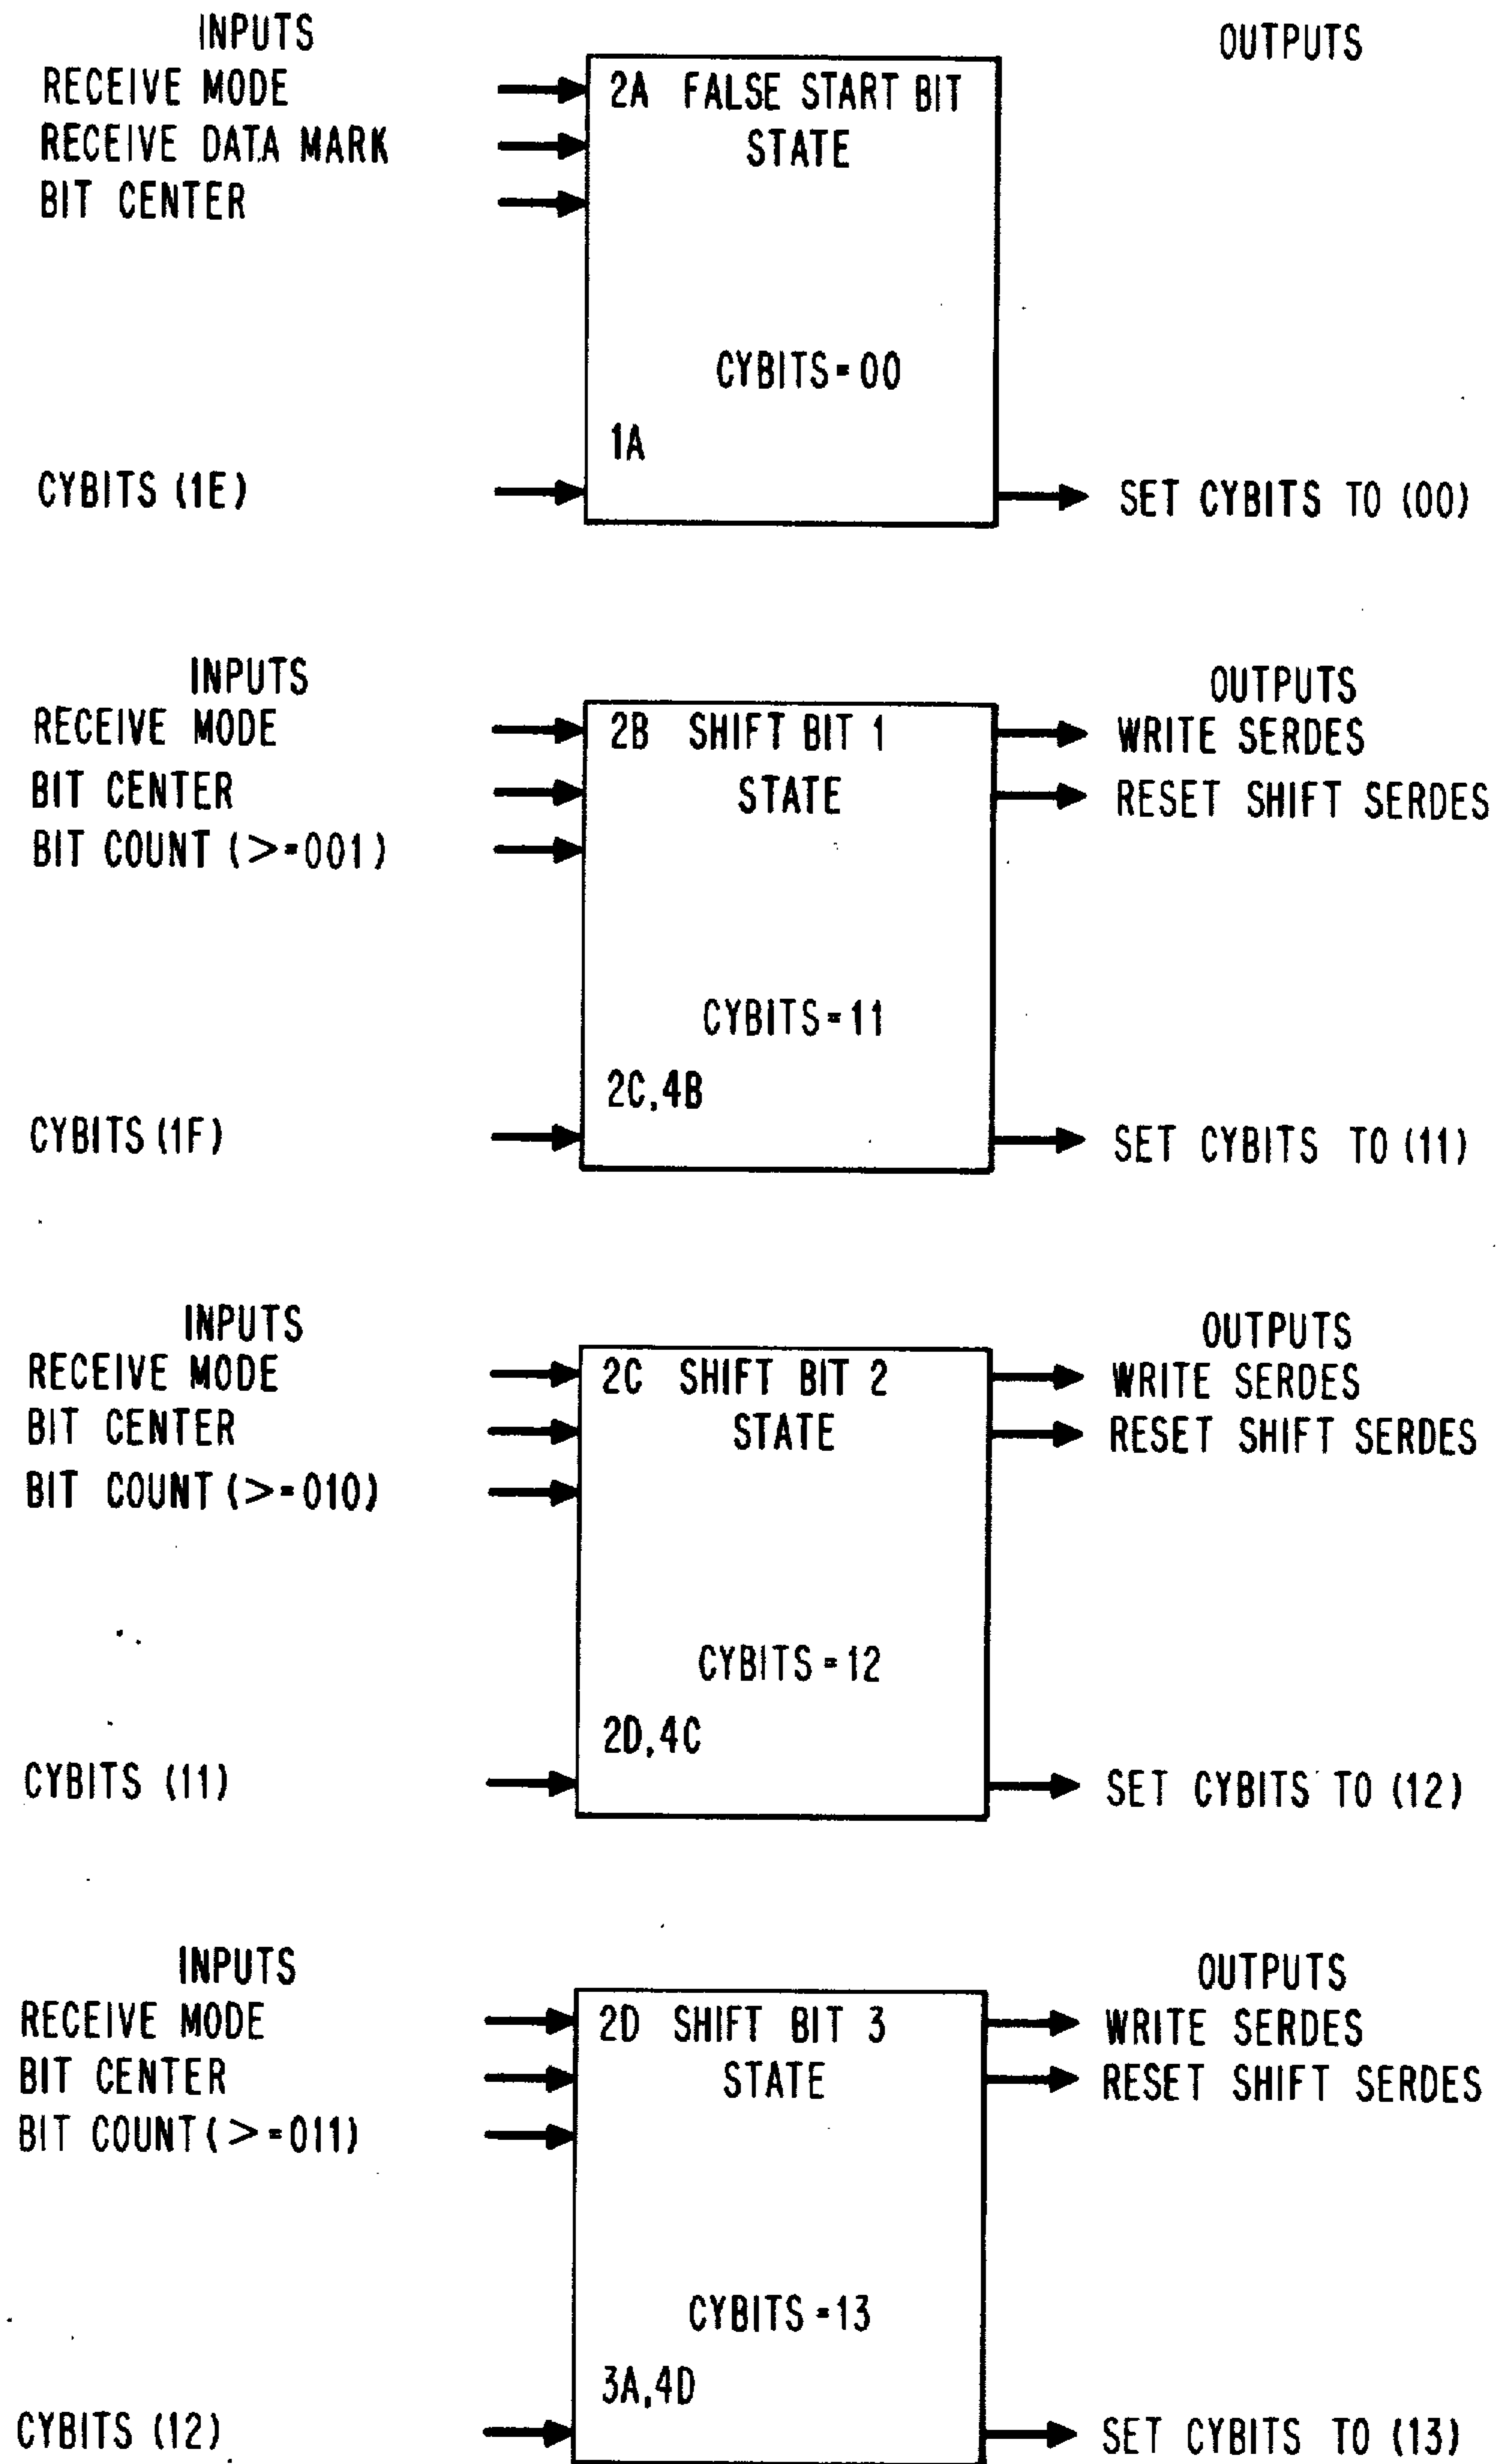 INPUTS
OUTPUTS
RECEIVE MODE
RECEIVE DATA MARK
BIT CENTER
2A FALSE START BIT
STATE
CYBITS=00
1A
CYBITS (1E)
SET CYBITS TO (00)
INPUTS
OUTPUTS
RECEIVE MODE
BIT CENTER
BIT COUNT (>=001)
2B SHIFT BIT 1
STATE
WRITE SERDES
RESET SHIFT SERDES
CYBITS=11
2C,4B
CYBITS (1F)
SET CYBITS TO (11)
INPUTS
OUTPUTS
RECEIVE MODE
BIT CENTER
BIT COUNT (>=010)
2C SHIFT BIT 2
STATE
WRITE SERDES
RESET SHIFT SERDES
CYBITS=12
2D,4C
CYBITS (11)
SET CYBITS TO (12)
INPUTS
OUTPUTS
RECEIVE MODE
BIT CENTER
BIT COUNT (>=011)
2D SHIFT BIT 3
STATE
WRITE SERDES
RESET SHIFT SERDES
CYBITS=13
3A,4D
CYBITS (12)
SET CYBITS TO (13)